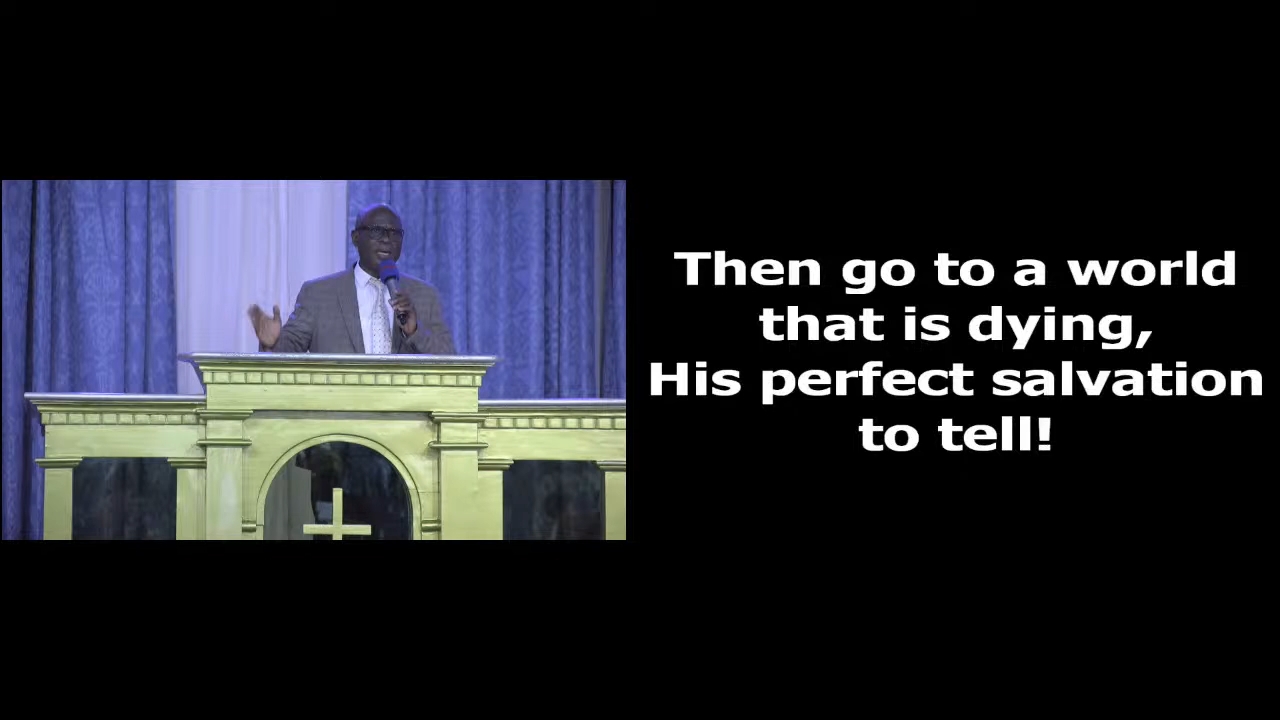 Then go to a world
that is dying,
His perfect salvation
to tell!